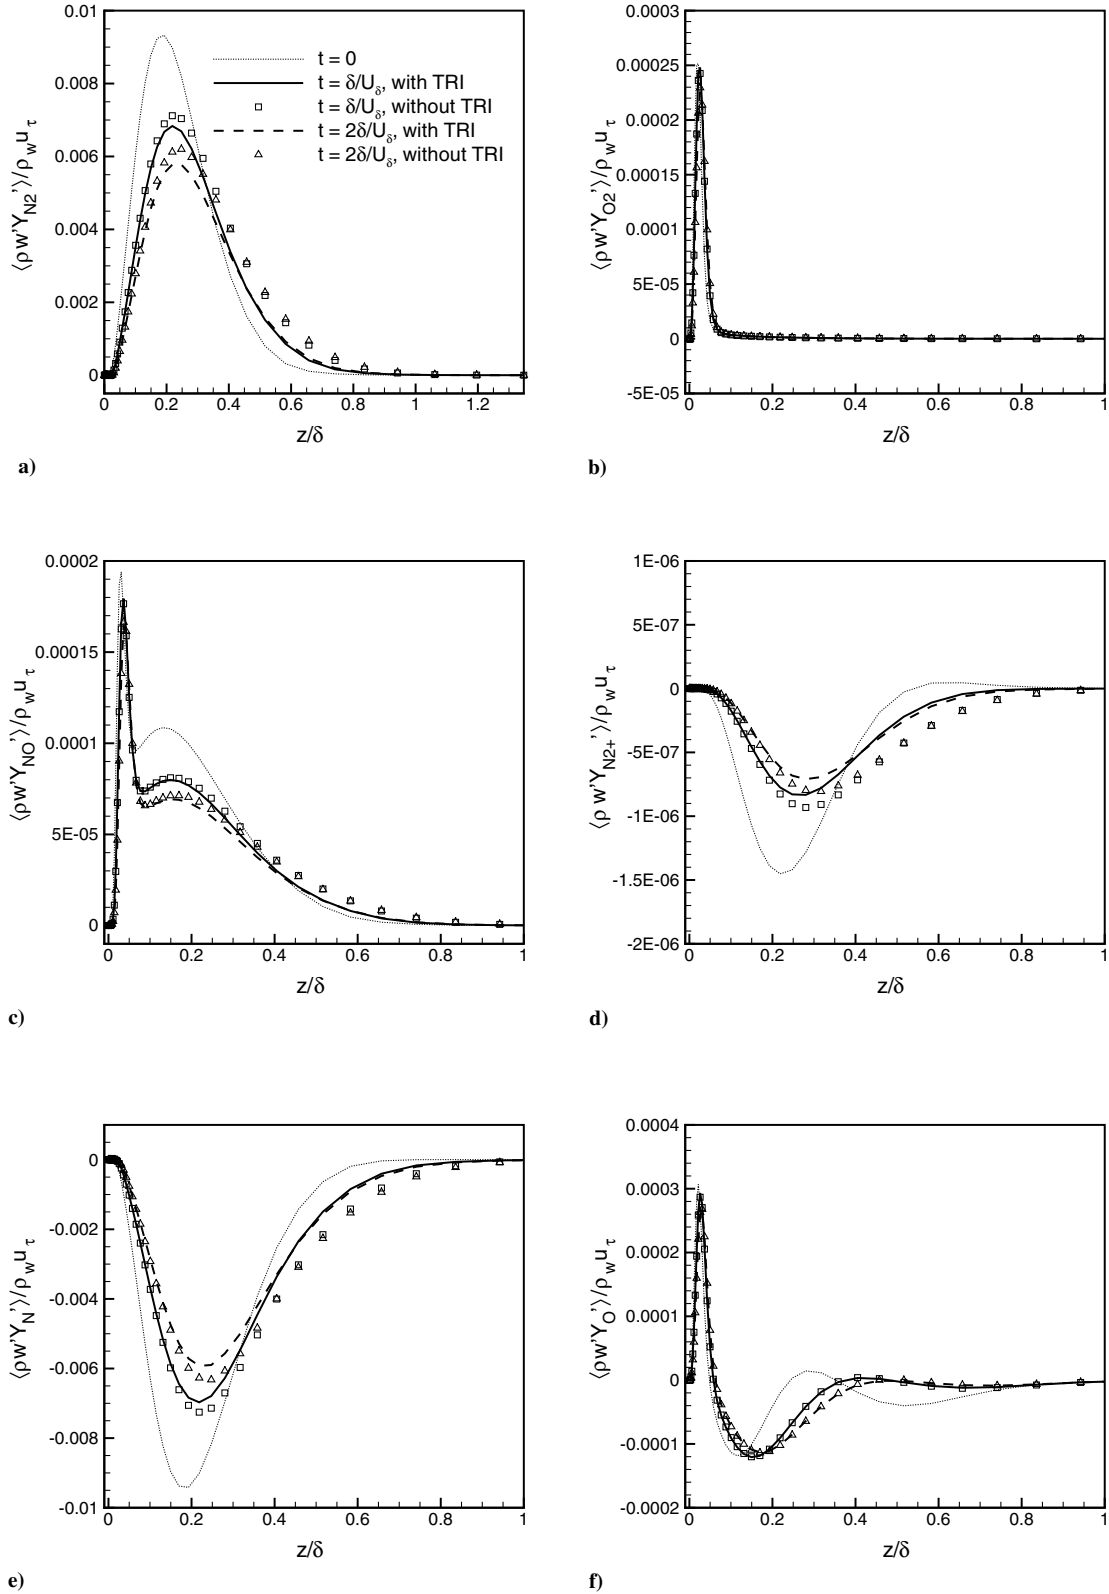 0.01
0.008
0.006
0.004
0.002
0
⟨ρw'Y_N2'⟩/ρ_w u_τ
t = 0
t = δ/U_δ, with TRI
t = δ/U_δ, without TRI
t = 2δ/U_δ, with TRI
t = 2δ/U_δ, without TRI
0 0.2 0.4 0.6 0.8 1 1.2
z/δ
a)
0.0003
0.00025
0.0002
0.00015
0.0001
5E-05
0
-5E-05
⟨ρw'Y_O2'⟩/ρ_w u_τ
0 0.2 0.4 0.6 0.8 1
z/δ
b)
0.0002
0.00015
0.0001
5E-05
0
⟨ρw'Y_NO'⟩/ρ_w u_τ
0 0.2 0.4 0.6 0.8 1
z/δ
c)
1E-06
5E-07
0
-5E-07
-1E-06
-1.5E-06
-2E-06
⟨ρ w'Y_N2+'⟩/ρ_w u_τ
0 0.2 0.4 0.6 0.8 1
z/δ
d)
0
-0.002
-0.004
-0.006
-0.008
-0.01
⟨ρw'Y_N'⟩/ρ_w u_τ
0 0.2 0.4 0.6 0.8 1
z/δ
e)
0.0004
0.0003
0.0002
0.0001
0
-0.0001
-0.0002
⟨ρw'Y_O'⟩/ρ_w u_τ
0 0.2 0.4 0.6 0.8 1
z/δ
f)